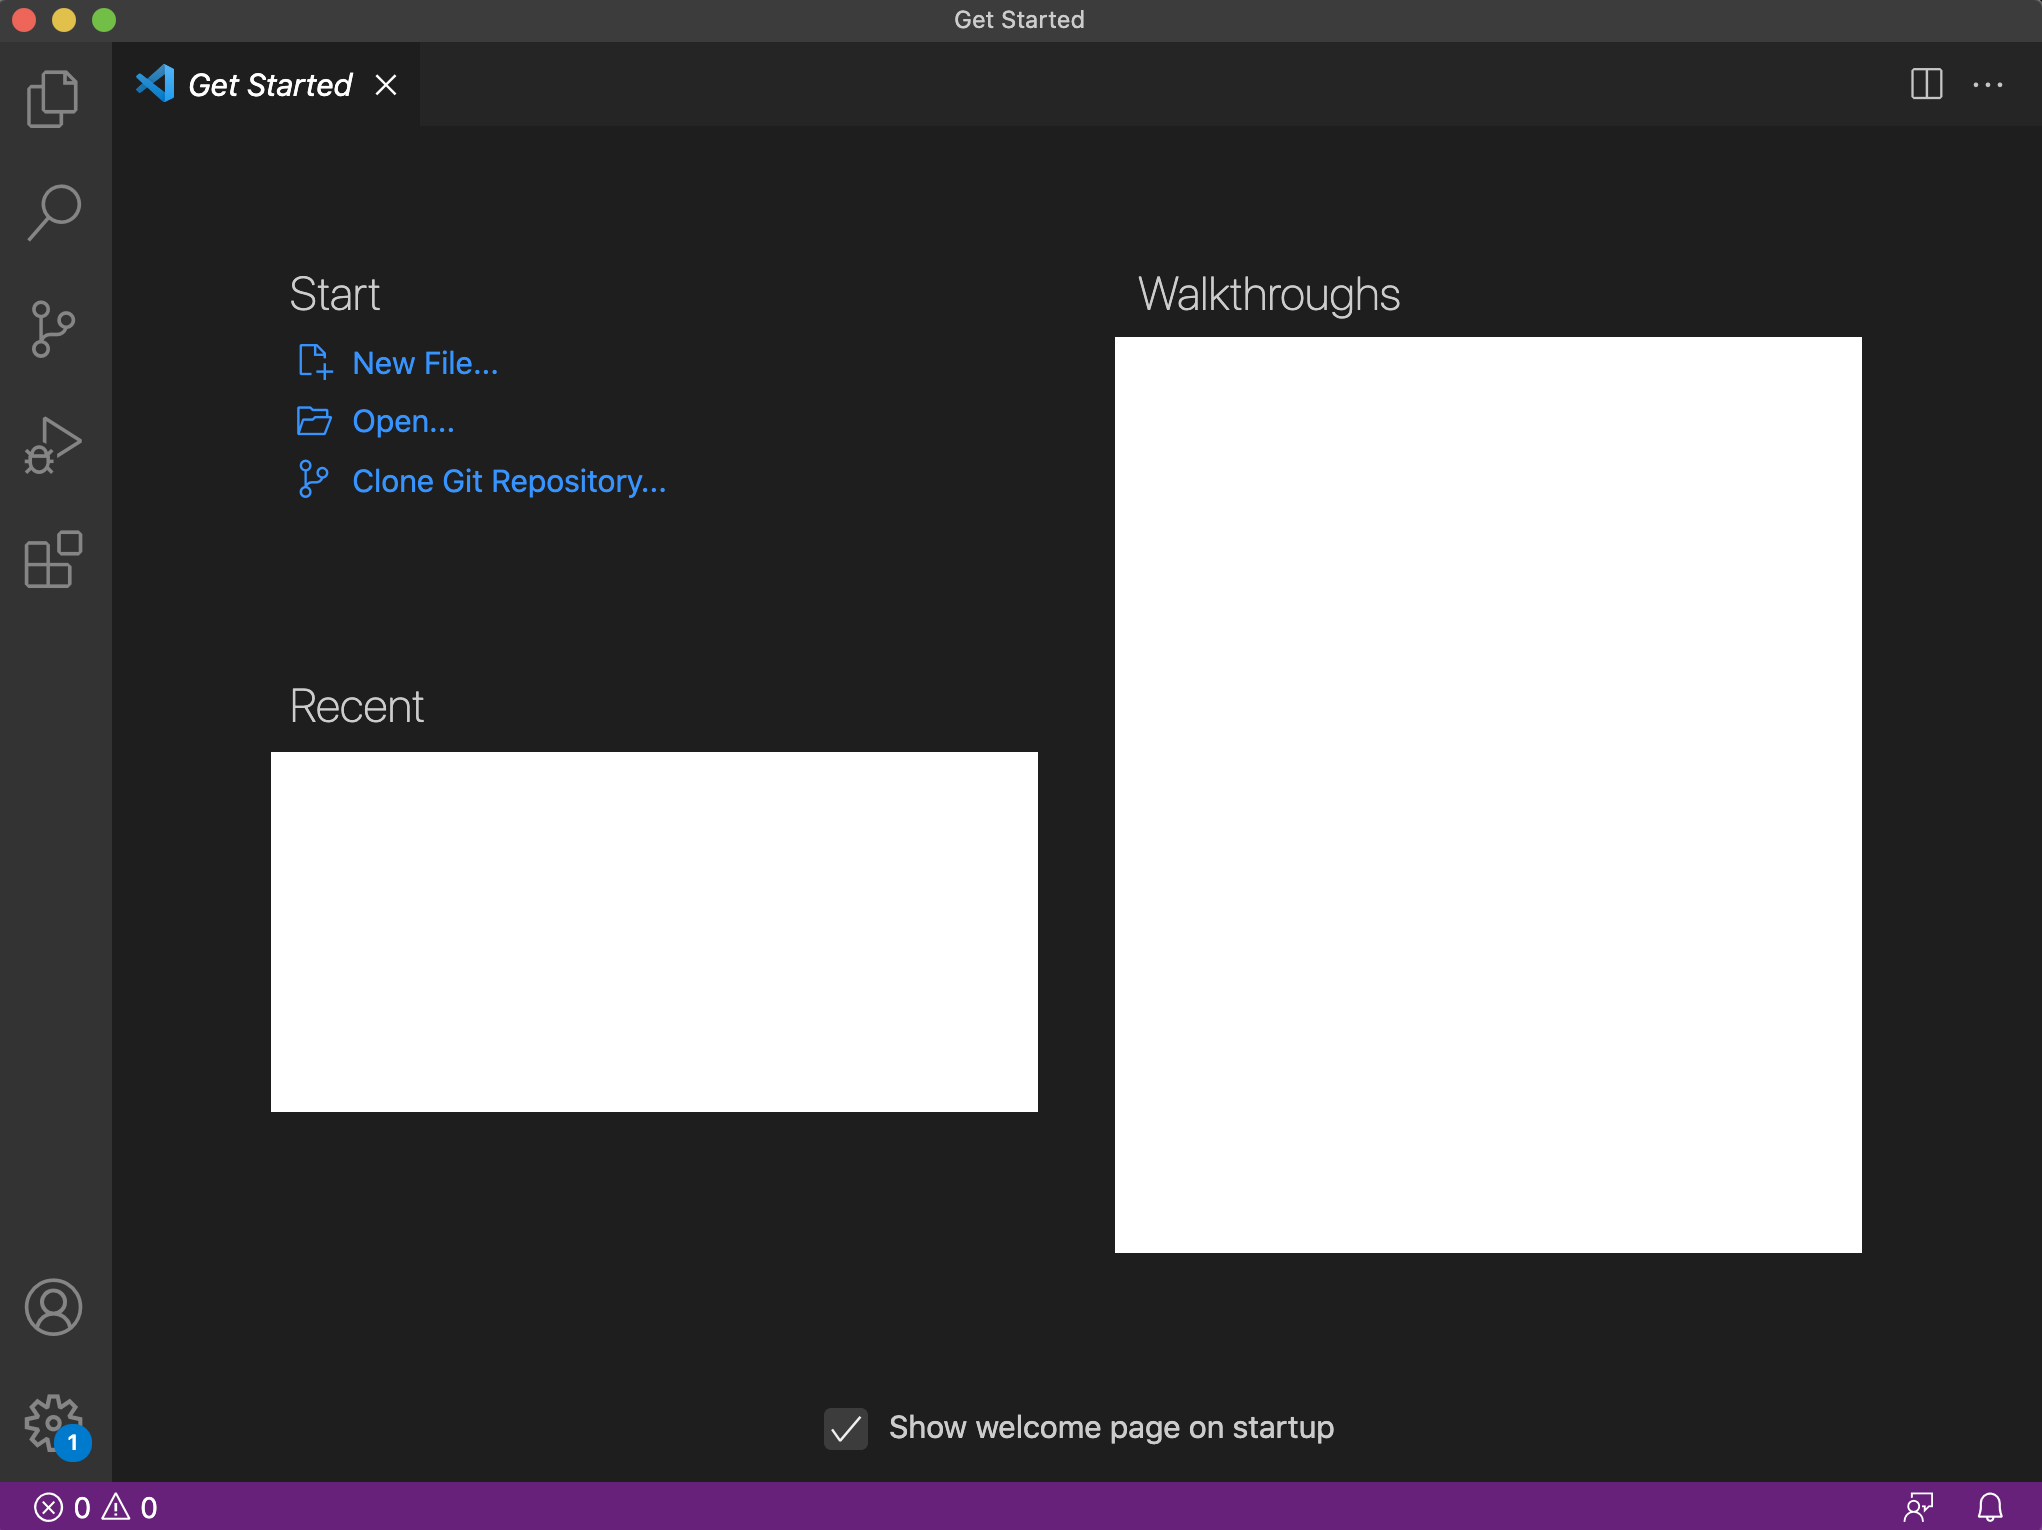 Get Started
Get Started
Start
New File...
Open...
Clone Git Repository...
Recent
Walkthroughs
Show welcome page on startup
1
0 0